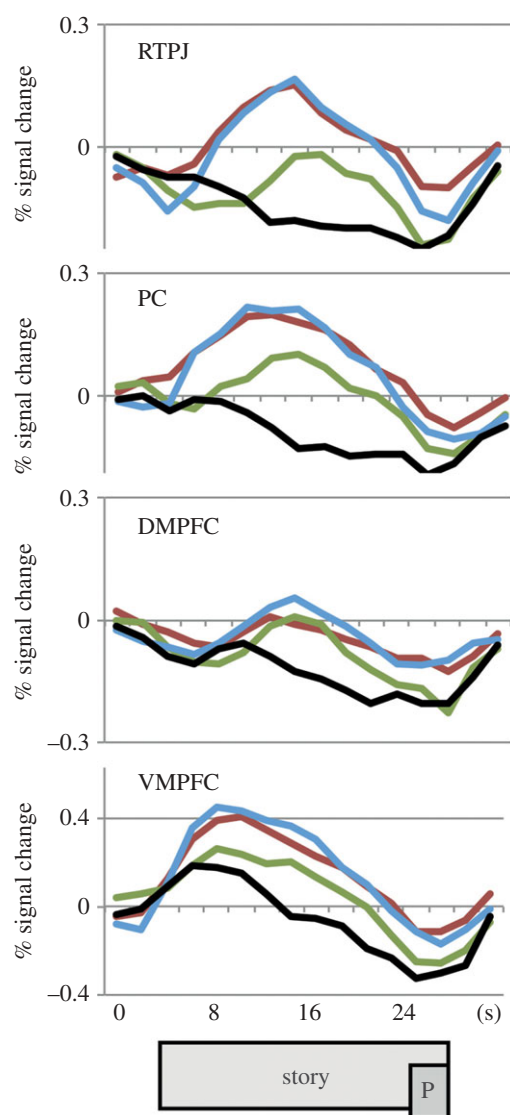 0.3
RTPJ
% signal change
0
0.3
PC
% signal change
0
0.3
DMPFC
% signal change
0
–0.3
VMPFC
% signal change
0.4
0
–0.4
0 8 16 24 (s)
story
P